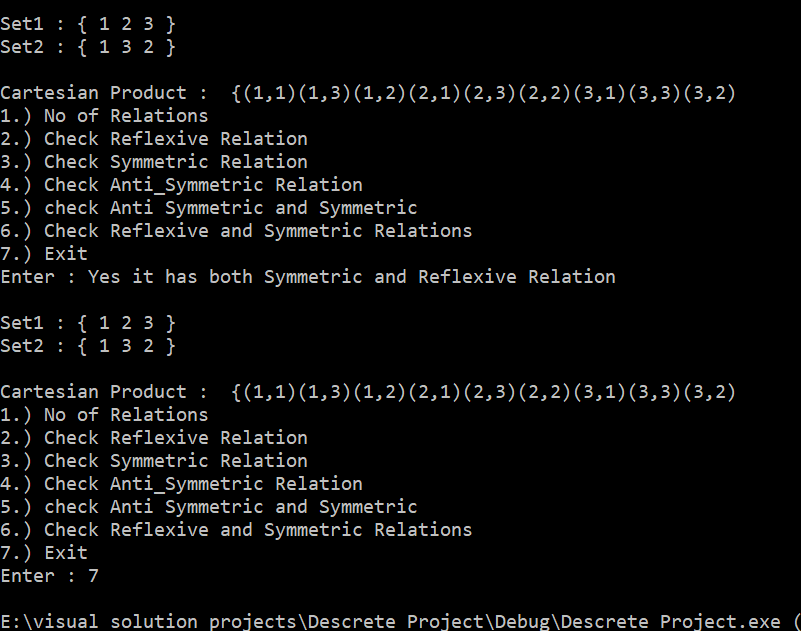 Set1 : { 1 2 3 }
Set2 : { 1 3 2 }
Cartesian Product :  {(1,1)(1,3)(1,2)(2,1)(2,3)(2,2)(3,1)(3,3)(3,2)
1.) No of Relations
2.) Check Reflexive Relation
3.) Check Symmetric Relation
4.) Check Anti_Symmetric Relation
5.) check Anti Symmetric and Symmetric
6.) Check Reflexive and Symmetric Relations
7.) Exit
Enter : Yes it has both Symmetric and Reflexive Relation
Set1 : { 1 2 3 }
Set2 : { 1 3 2 }
Cartesian Product :  {(1,1)(1,3)(1,2)(2,1)(2,3)(2,2)(3,1)(3,3)(3,2)
1.) No of Relations
2.) Check Reflexive Relation
3.) Check Symmetric Relation
4.) Check Anti_Symmetric Relation
5.) check Anti Symmetric and Symmetric
6.) Check Reflexive and Symmetric Relations
7.) Exit
Enter : 7
E:\visual solution projects\Descrete Project\Debug\Descrete Project.exe (